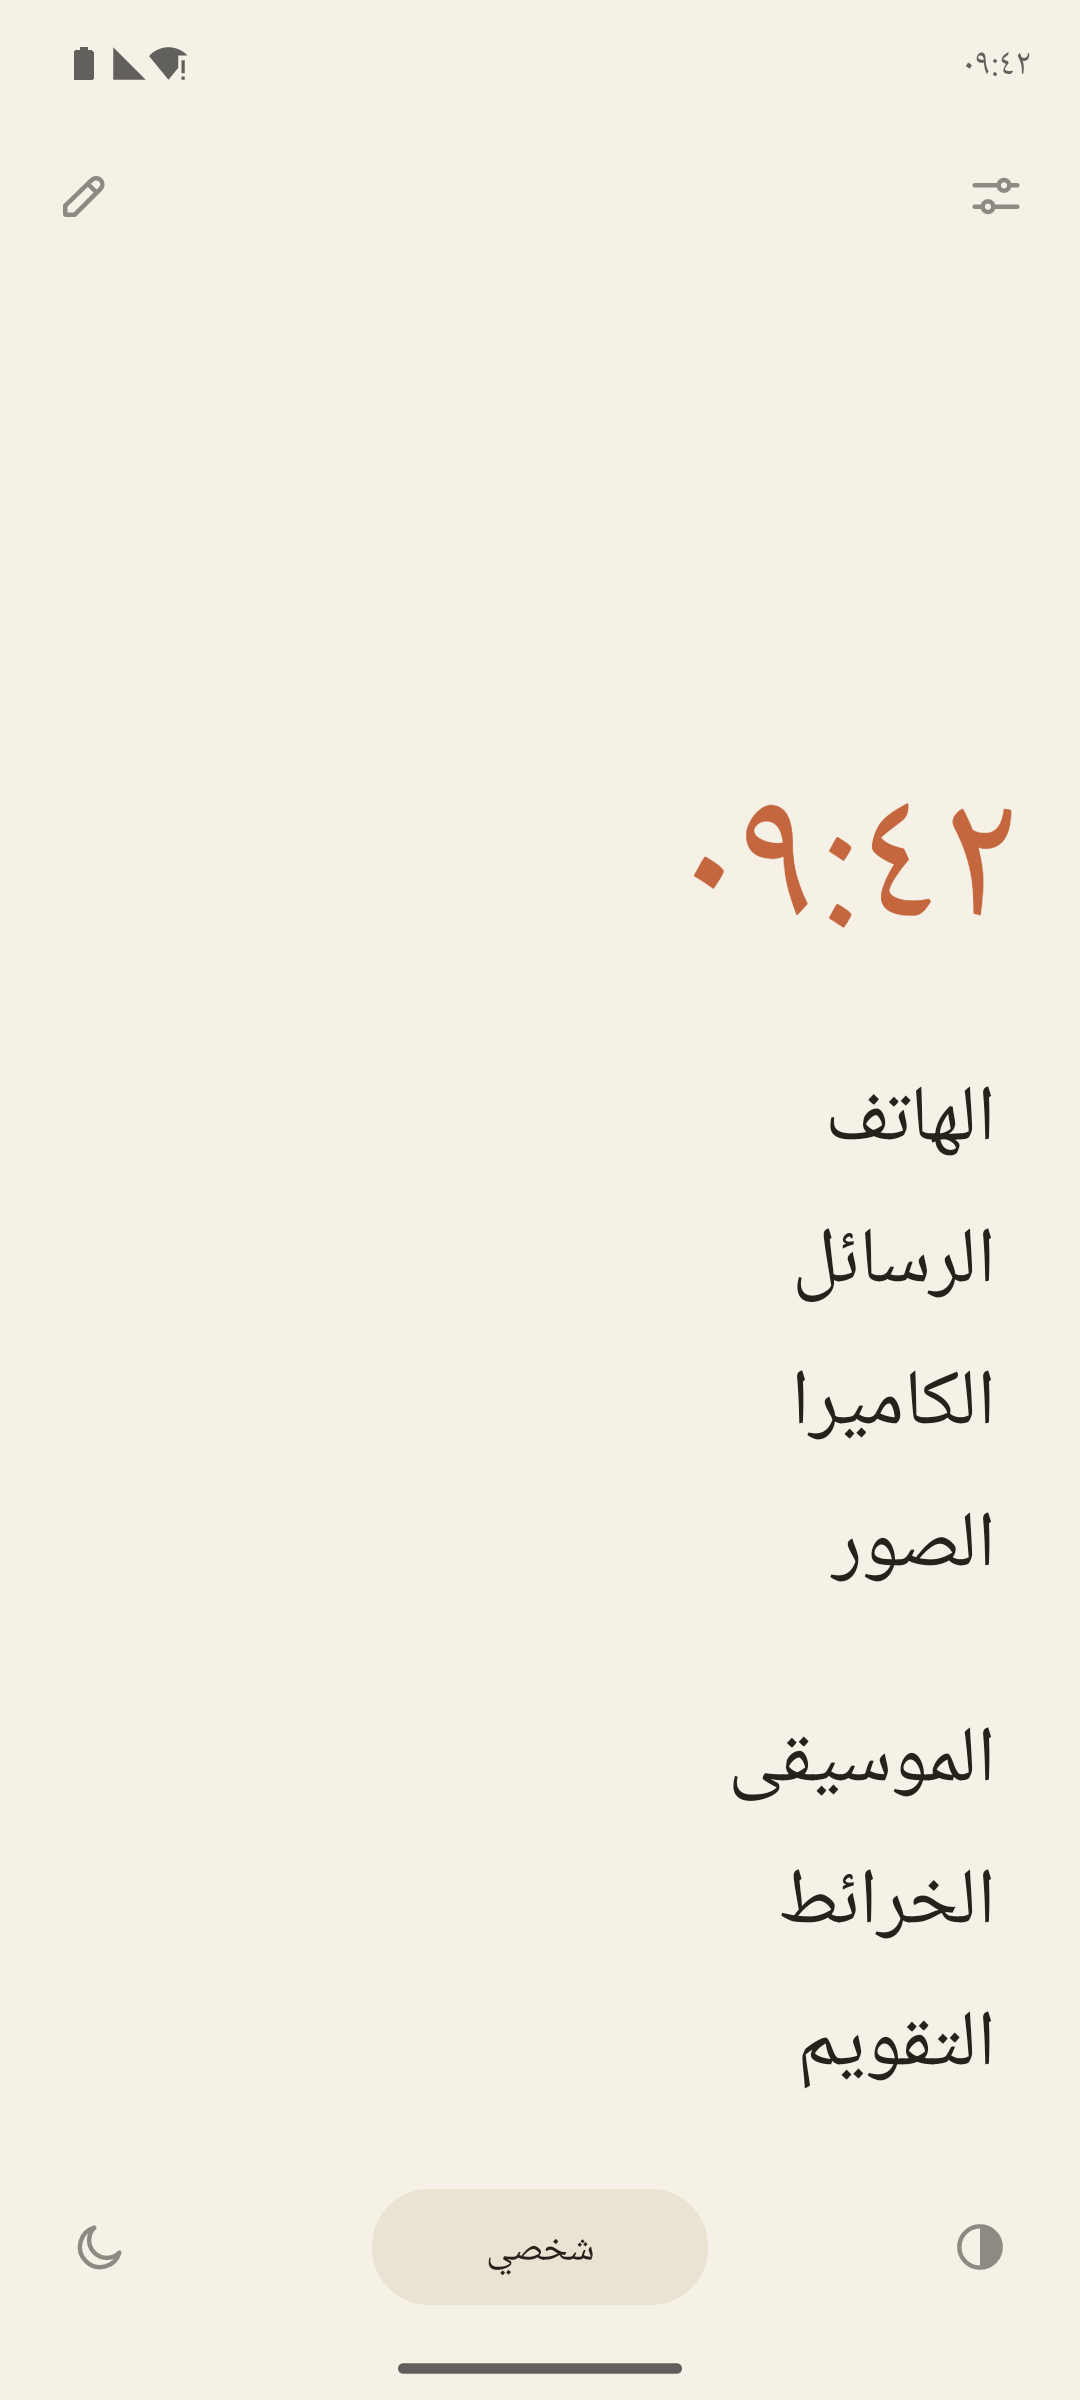 ٠٩:٤٢
٠٩:٤٢
الهاتف
الرسائل
الكاميرا
الصور
الموسيقى
الخرائط
التقويم
شخصي